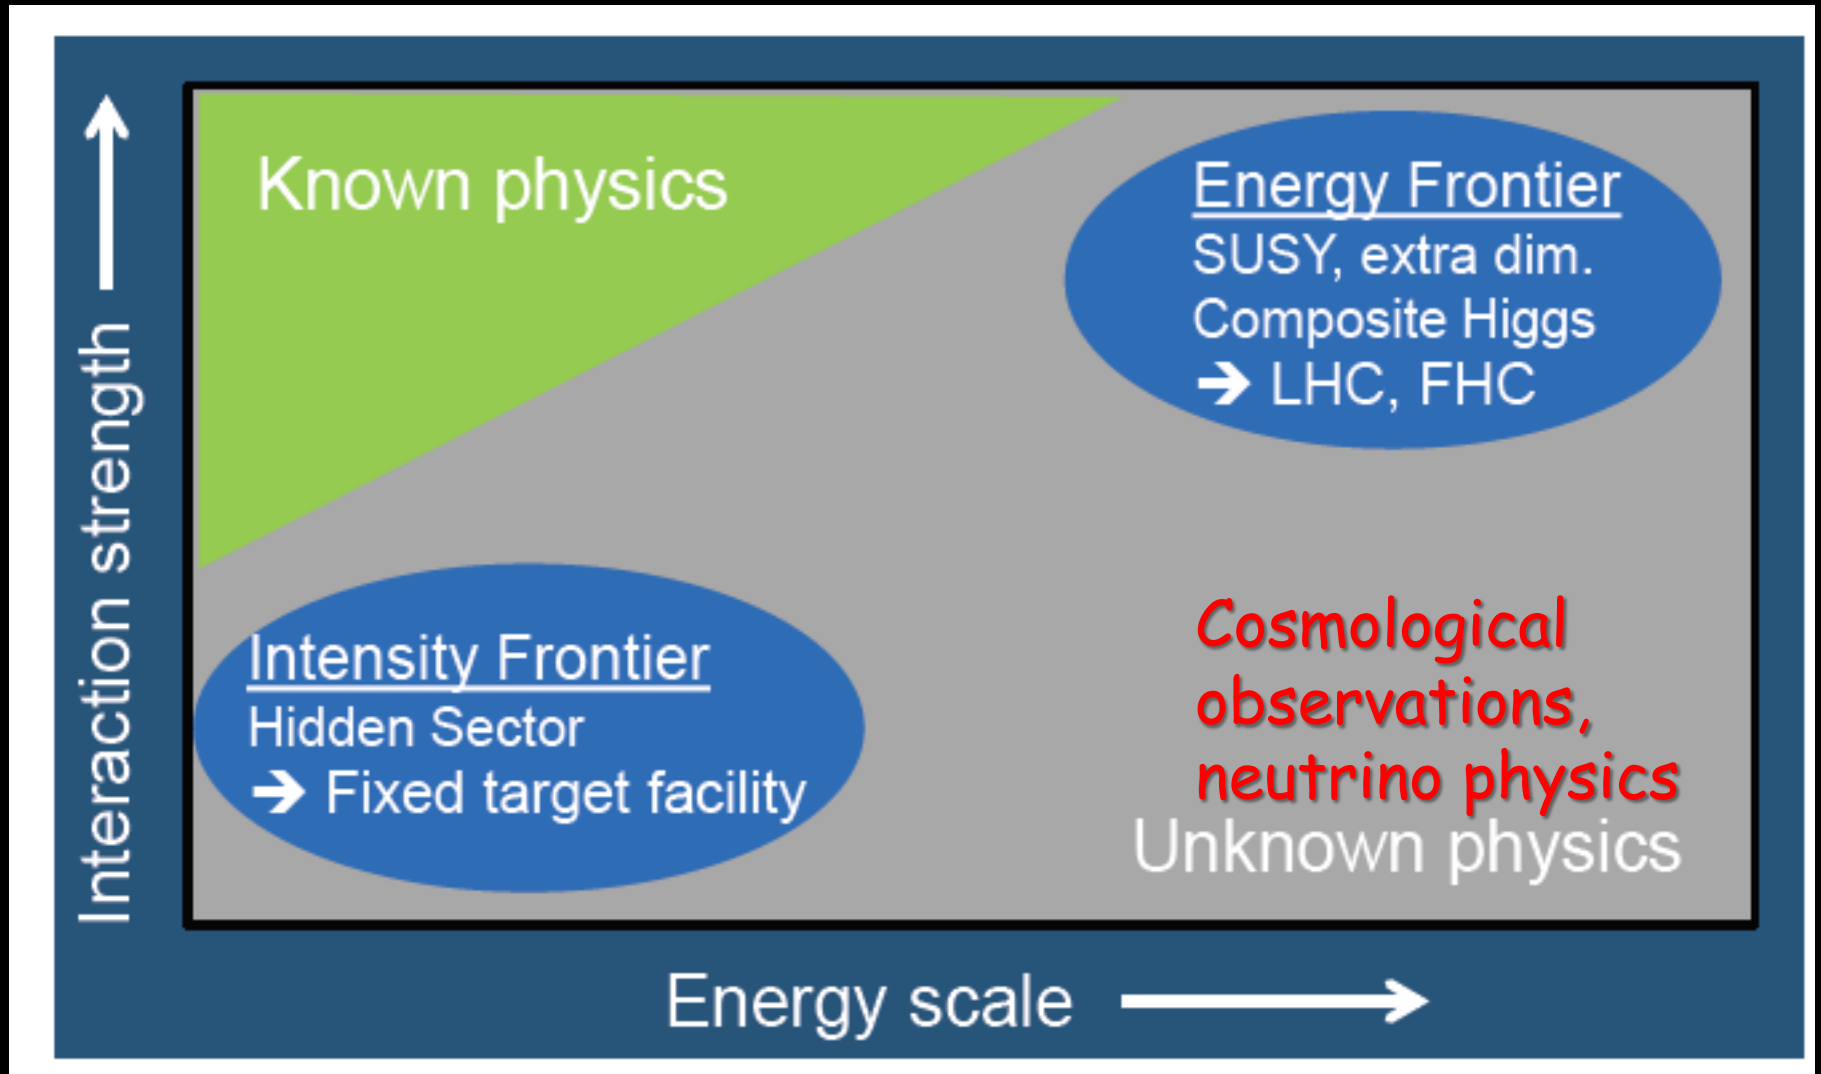 Known physics
Energy Frontier
SUSY, extra dim.
Composite Higgs
➔ LHC, FHC
Interaction strength
Intensity Frontier
Hidden Sector
➔ Fixed target facility
Cosmological
observations,
neutrino physics
Unknown physics
Energy scale